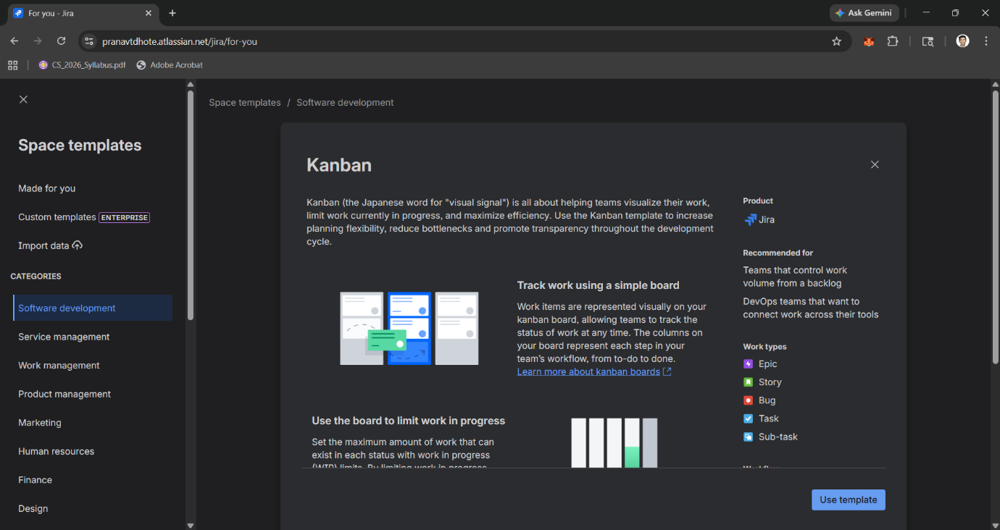 For you - Jira
Ask Gemini
pranavtdhote.atlassian.net/jira/for-you
CS_2026_Syllabus.pdf
Adobe Acrobat
Space templates
Made for you
Custom templates ENTERPRISE
Import data
CATEGORIES
Software development
Service management
Work management
Product management
Marketing
Human resources
Finance
Design
Space templates / Software development
Kanban
Kanban (the Japanese word for "visual signal") is all about helping teams visualize their work,
limit work currently in progress, and maximize efficiency. Use the Kanban template to increase
planning flexibility, reduce bottlenecks and promote transparency throughout the development
cycle.
Track work using a simple board
Work items are represented visually on your
kanban board, allowing teams to track the
status of work at any time. The columns on
your board represent each step in your
team’s workflow, from to-do to done.
Learn more about kanban boards
Use the board to limit work in progress
Set the maximum amount of work that can
exist in each status with work in progress
(WIP) limits. By limiting work in progress,
Product
Jira
Recommended for
Teams that control work
volume from a backlog
DevOps teams that want to
connect work across their tools
Work types
Epic
Story
Bug
Task
Sub-task
Workflow
Use template